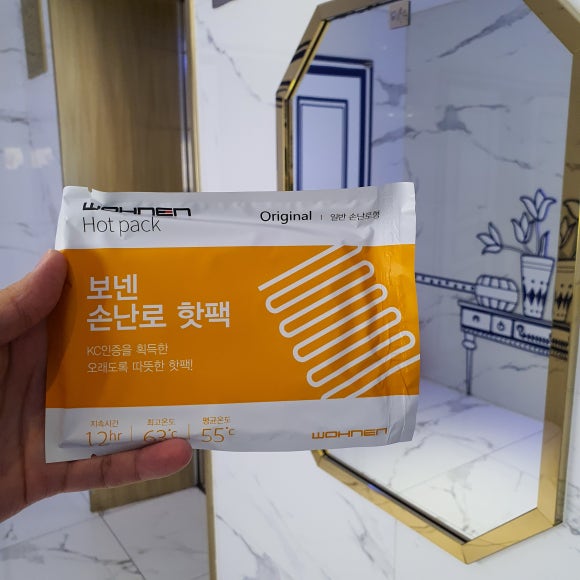 WOHNEN
Hot pack
Original | 일반 손난로형
보넨
손난로 핫팩
KC인증을 획득한
오래도록 따뜻한 핫팩!
지속시간 최고온도 평균온도
12hr 63°c 55°c
WOHNEN